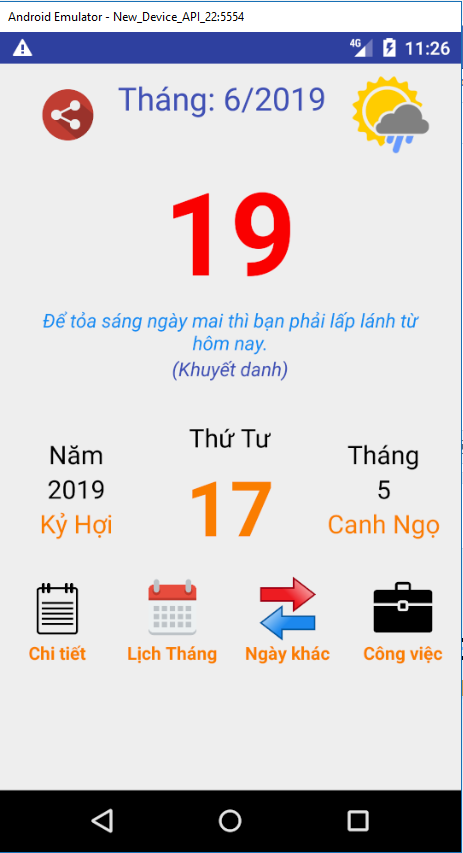 Android Emulator - New_Device_API_22:5554
4G 11:26
Tháng: 6/2019
19
Để tỏa sáng ngày mai thì bạn phải lấp lánh từ
hôm nay.
(Khuyết danh)
Thứ Tư
Năm
Tháng
2019
17
5
Kỷ Hợi
Canh Ngọ
Chi tiết
Lịch Tháng
Ngày khác
Công việc